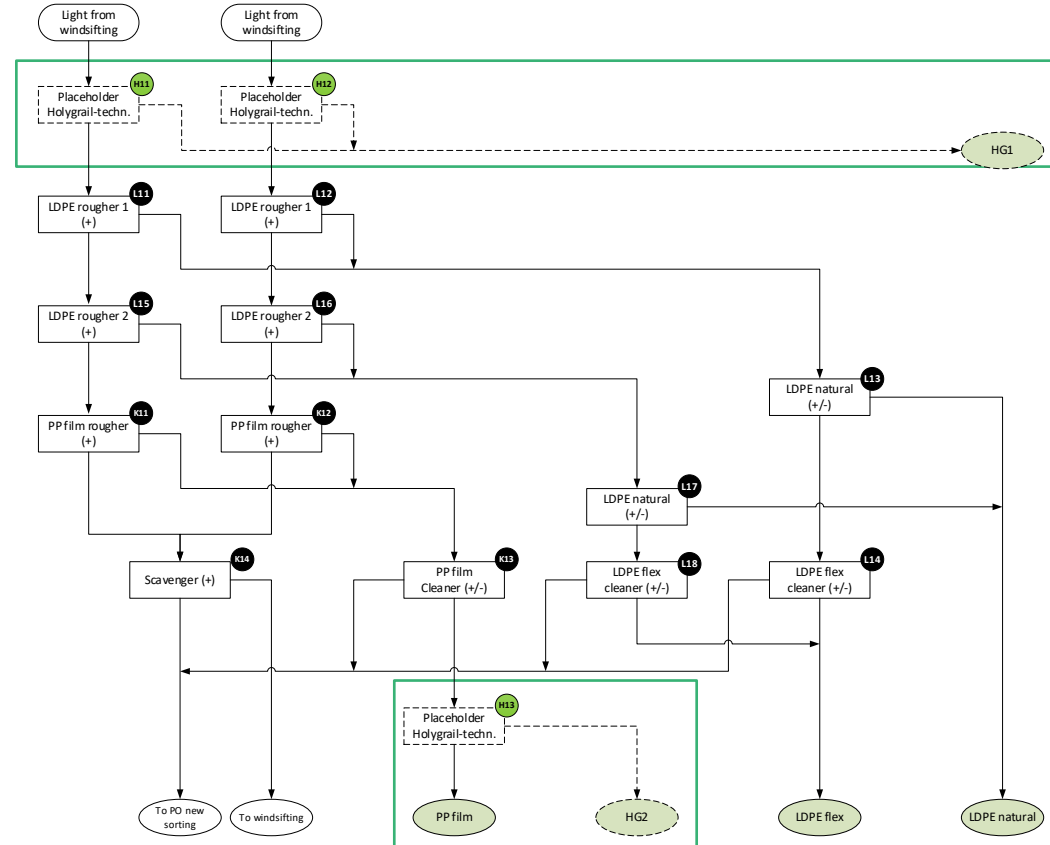 Light from
windsifting
Light from
windsifting
H11
Placeholder
Holygrail-techn.
H12
Placeholder
Holygrail-techn.
HG1
L11
LDPE rougher 1
(+)
L12
LDPE rougher 1
(+)
L15
LDPE rougher 2
(+)
L16
LDPE rougher 2
(+)
L13
LDPE natural
(+/-)
K11
PP film rougher
(+)
K12
PP film rougher
(+)
L17
LDPE natural
(+/-)
K14
Scavenger (+)
K13
PP film
Cleaner (+/-)
L18
LDPE flex
cleaner (+/-)
L14
LDPE flex
cleaner (+/-)
H13
Placeholder
Holygrail-techn.
To PO new
sorting
To windsifting
PP film
HG2
LDPE flex
LDPE natural